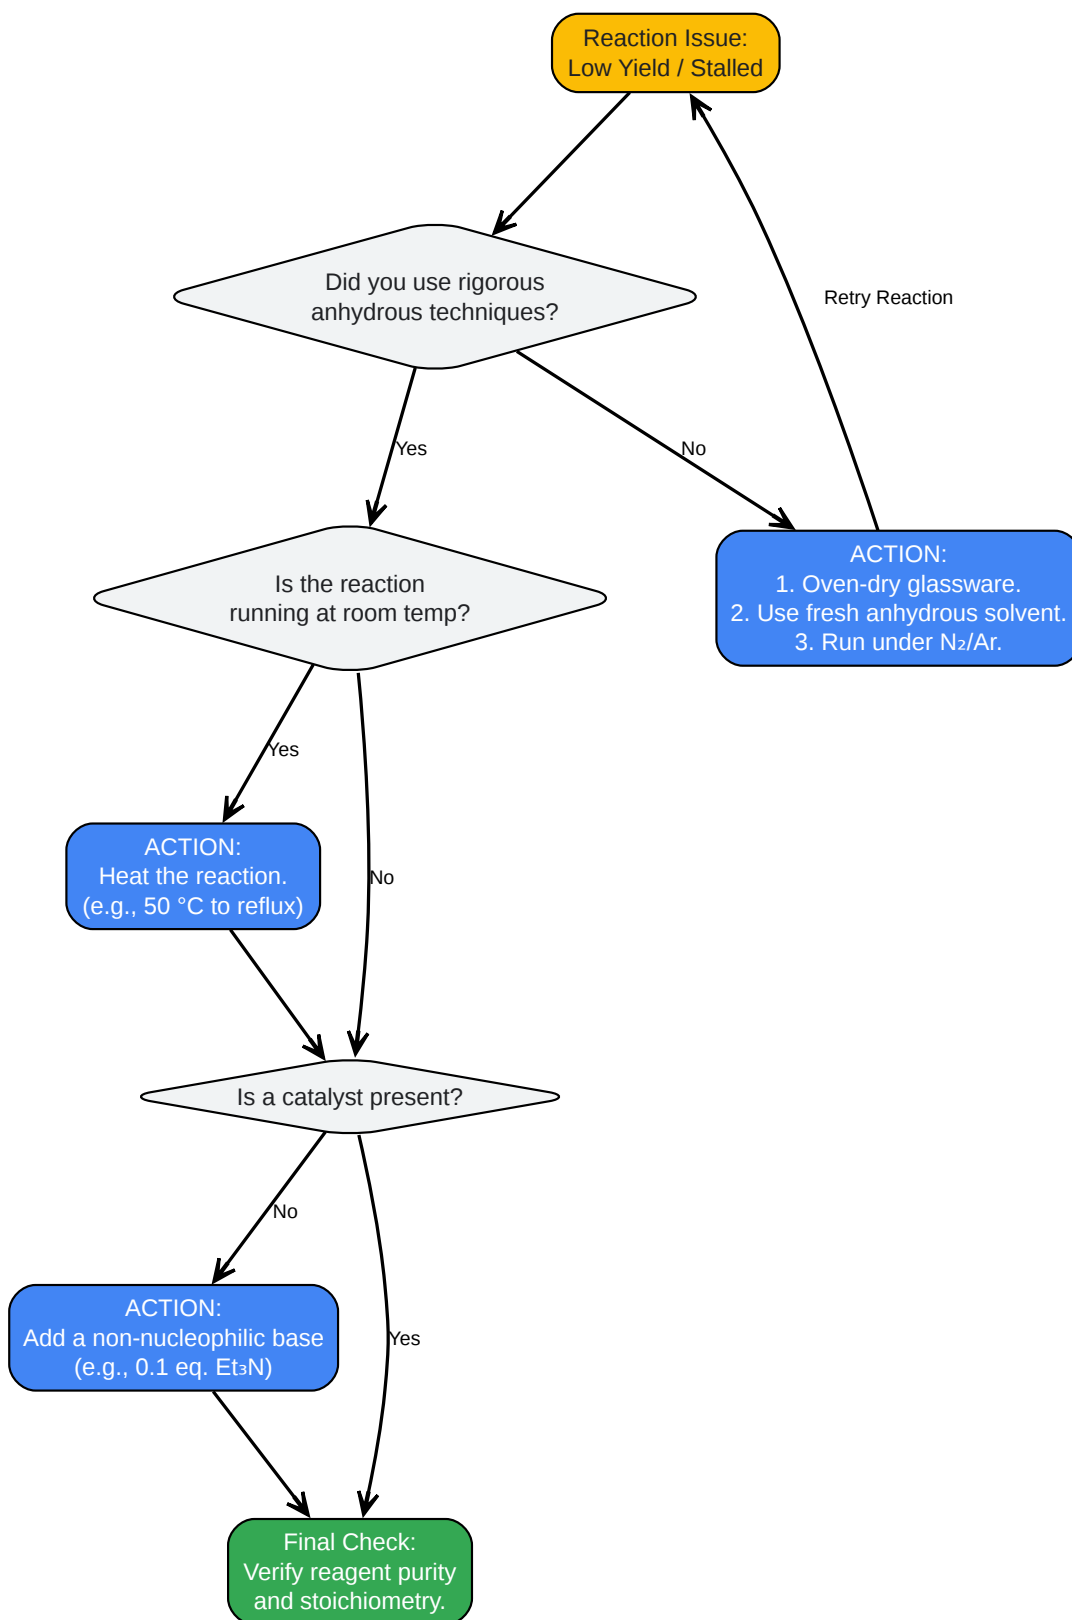 Reaction Issue:
Low Yield / Stalled
Did you use rigorous
anhydrous techniques?
Retry Reaction
Yes
No
ACTION:
1. Oven-dry glassware.
2. Use fresh anhydrous solvent.
3. Run under N₂/Ar.
Is the reaction
running at room temp?
Yes
No
ACTION:
Heat the reaction.
(e.g., 50 °C to reflux)
Is a catalyst present?
No
Yes
ACTION:
Add a non-nucleophilic base
(e.g., 0.1 eq. Et₃N)
Final Check:
Verify reagent purity
and stoichiometry.